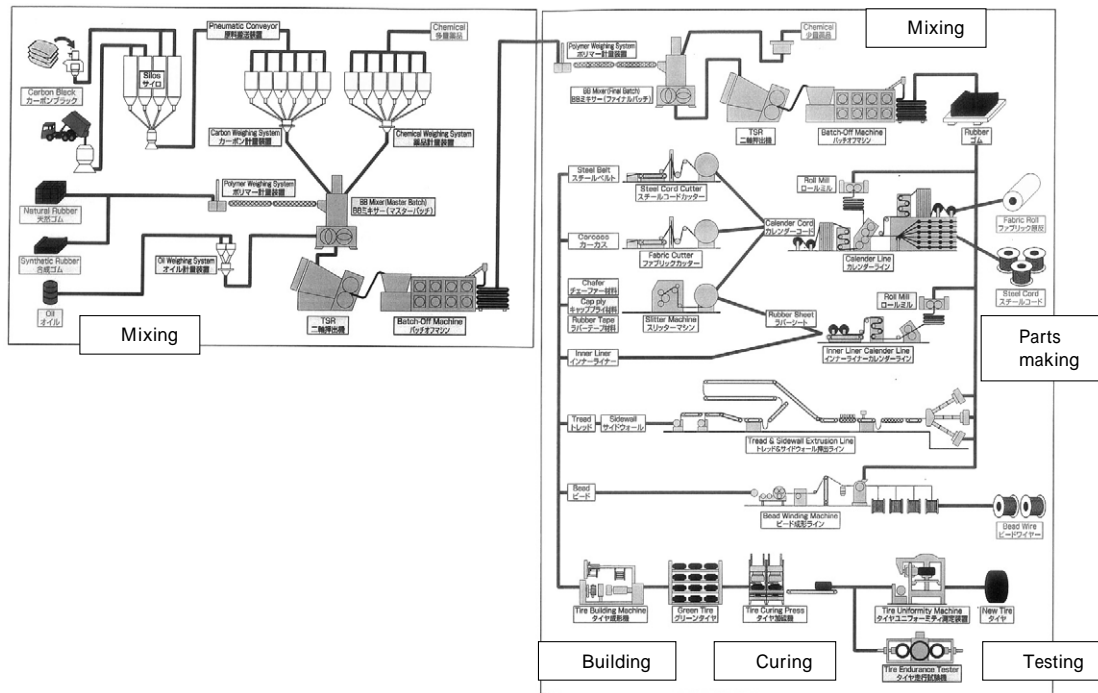 Pneumatic Conveyor
原料搬送装置
Chemical
多量薬品
Carbon Black
カーボンブラック
Silos
サイロ
Carbon Weighing System
カーボン計量装置
Chemical Weighing System
薬品計量装置
Polymer Weighing System
ポリマー計量装置
BB Mixer(Master Batch)
BBミキサー(マスターバッチ)
Natural Rubber
天然ゴム
Synthetic Rubber
合成ゴム
Oil Weighing System
オイル計量装置
Oil
オイル
TSR
二軸押出機
Batch-Off Machine
バッチオフマシン
Mixing
Mixing
Chemical
少量薬品
Polymer Weighing System
ポリマー計量装置
BB Mixer(Final Batch)
BBミキサー(ファイナルバッチ)
TSR
二軸押出機
Batch-Off Machine
バッチオフマシン
Rubber
ゴム
Steel Belt
スチールベルト
Steel Cord Cutter
スチールコードカッター
Roll Mill
ロールミル
Calender Cord
カレンダーコード
Fabric Roll
ファブリック原反
Carcass
カーカス
Fabric Cutter
ファブリックカッター
Calender Line
カレンダーライン
Steel Cord
スチールコード
Chafer
チェーファー材料
Cap ply
キャッププライ材料
Rubber Tape
ラバーテープ材料
Slitter Machine
スリッターマシン
Rubber Sheet
ラバーシート
Roll Mill
ロールミル
Inner Liner
インナーライナー
Inner Liner Calender Line
インナーライナーカレンダーライン
Parts
making
Tread
トレッド
Sidewall
サイドウォール
Tread & Sidewall Extrusion Line
トレッド&サイドウォール押出ライン
Bead
ビード
Bead Winding Machine
ビード成形ライン
Bead Wire
ビードワイヤー
Tire Building Machine
タイヤ成形機
Green Tire
グリーンタイヤ
Tire Curing Press
タイヤ加硫機
Tire Uniformity Machine
タイヤユニフォーミティ測定装置
New Tire
タイヤ
Tire Endurance Tester
タイヤ走行試験機
Building
Curing
Testing